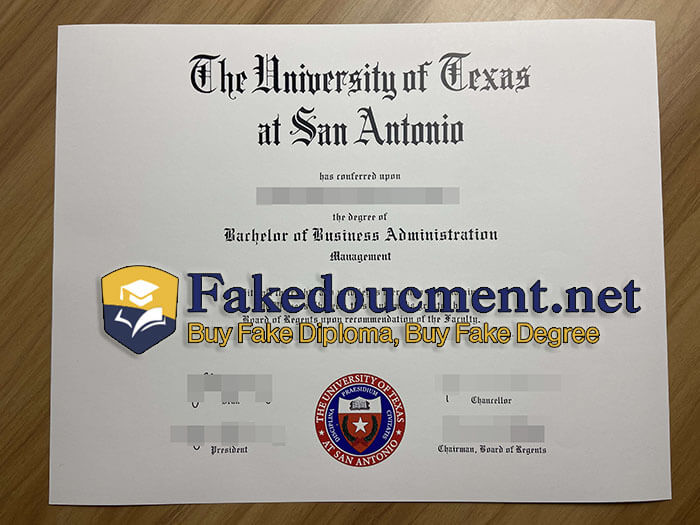 The University of Texas
at San Antonio
has conferred upon
the degree of
Bachelor of Business Administration
Management
Fakedoucment.net
Buy Fake Diploma, Buy Fake Degree
Board of Regents upon recommendation of the Faculty.
Dean
Chancellor
President
Chairman, Board of Regents
THE UNIVERSITY OF TEXAS
AT SAN ANTONIO
PRAESIDIUM
DISCIPLINA
CIVITATIS